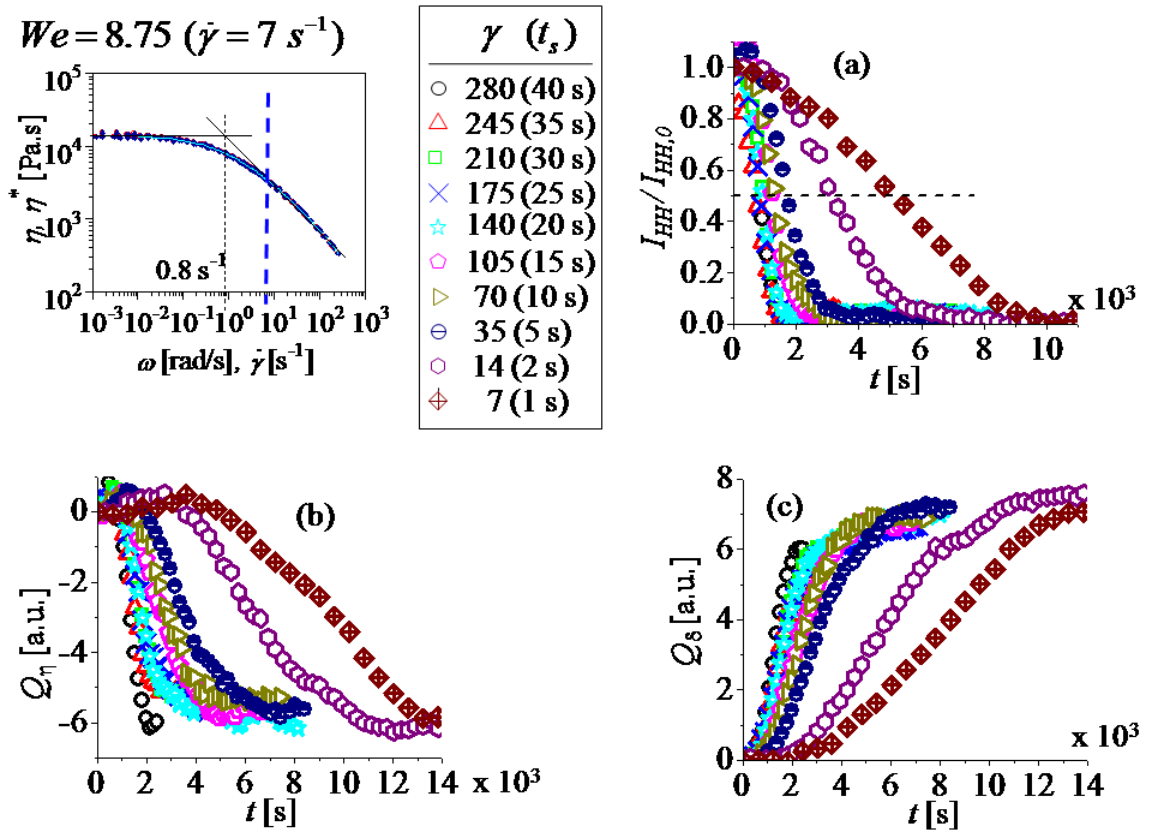 We = 8.75 (γ̇ = 7 s⁻¹)
η, η* [Pa.s]
10⁵
10⁴
10³
10²
0.8 s⁻¹
10⁻³ 10⁻² 10⁻¹ 10⁰ 10¹ 10² 10³
ω [rad/s], γ̇ [s⁻¹]
γ (tₛ)
280 (40 s)
245 (35 s)
210 (30 s)
175 (25 s)
140 (20 s)
105 (15 s)
70 (10 s)
35 (5 s)
14 (2 s)
7 (1 s)
(a)
I_HH / I_HH,0
1.0
0.8
0.6
0.4
0.2
0.0
0 2 4 6 8 10
x 10³
t [s]
(b)
Q_η [a.u.]
0
-2
-4
-6
0 2 4 6 8 10 12 14 x 10³
t [s]
(c)
Q_δ [a.u.]
8
7
6
5
4
3
2
1
0
x 10³
0 2 4 6 8 10 12 14
t [s]